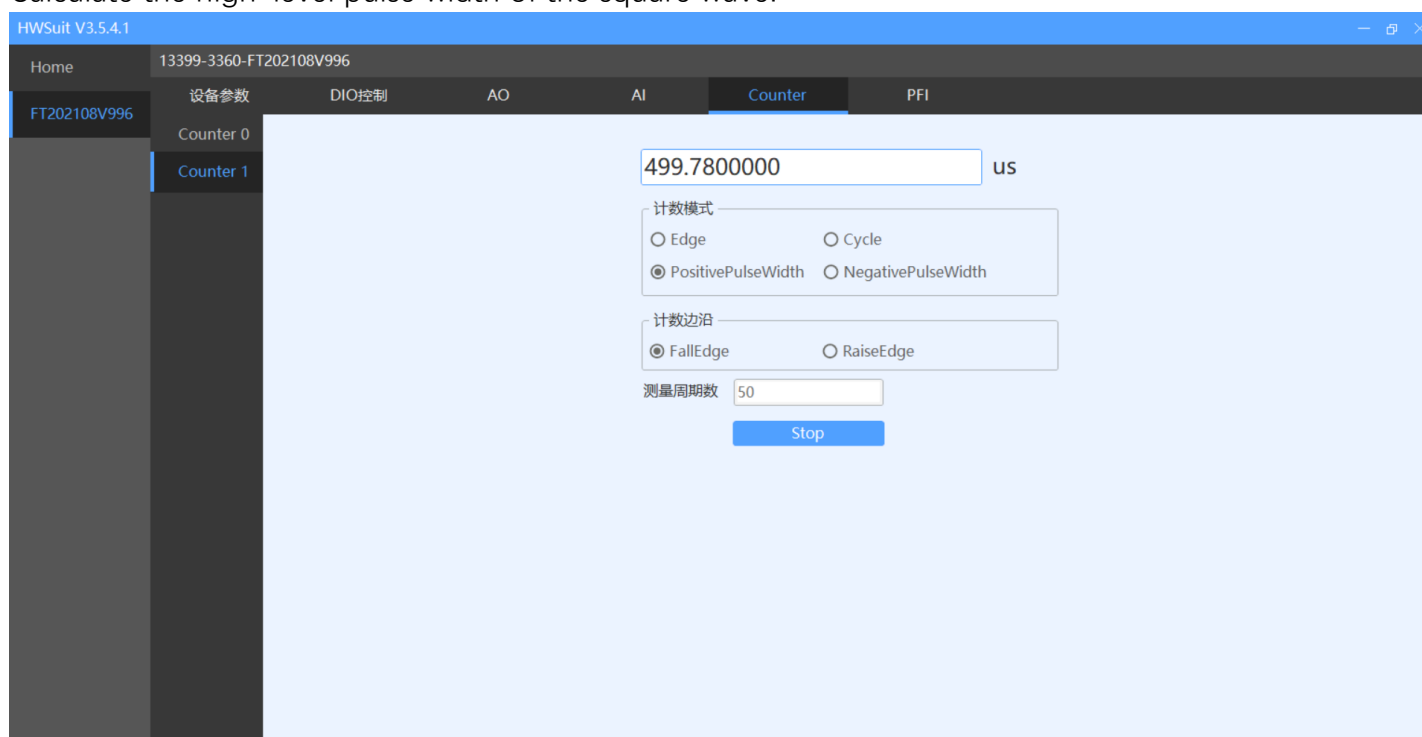 Calculate the high-level pulse width of the square wave.
HWSuit V3.5.4.1
Home
13399-3360-FT202108V996
FT202108V996
设备参数 DIO控制 AO AI Counter PFI
Counter 0
Counter 1
499.7800000 us
计数模式
Edge Cycle
PositivePulseWidth NegativePulseWidth
计数边沿
FallEdge RaiseEdge
测量周期数 50
Stop